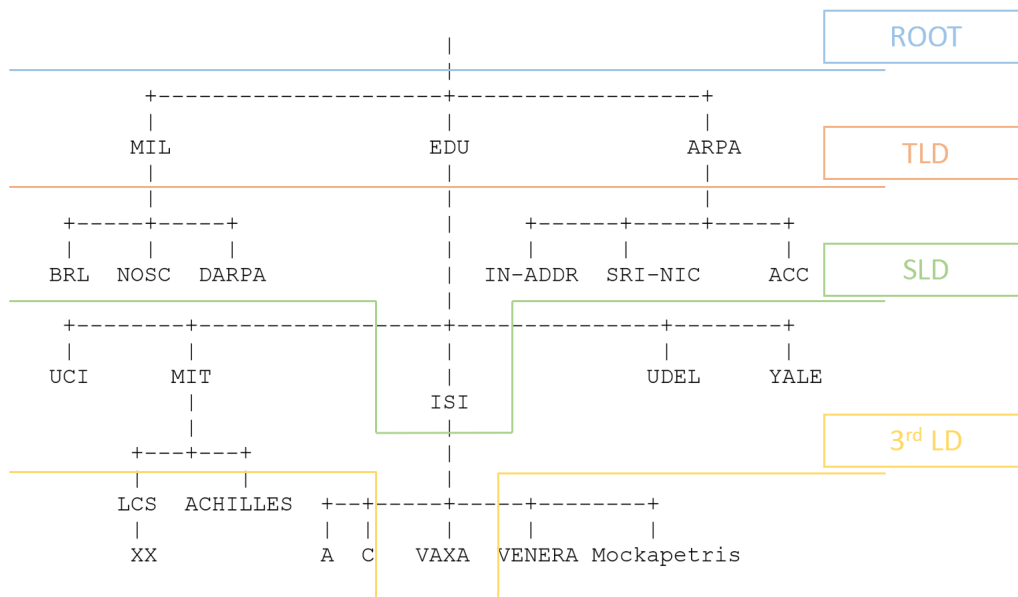 ROOT
|
|
+---------------------+------------------+
| | |
MIL EDU ARPA
TLD
| | |
| | |
+-----+-----+ | +------+-----+-----+
| | | | | | |
BRL NOSC DARPA | IN-ADDR SRI-NIC ACC
SLD
|
+--------+------------------+---------------+--------+
| | | | |
UCI MIT | UDEL YALE
| ISI
3rd LD
| |
+---+---+ |
| | |
LCS ACHILLES +--+-----+-----+--------+
| | | | | |
XX A C VAXA VENERA Mockapetris